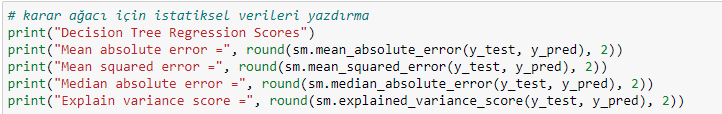 # karar ağacı için istatiksel verileri yazdırma
print("Decision Tree Regression Scores")
print("Mean absolute error =", round(sm.mean_absolute_error(y_test, y_pred), 2))
print("Mean squared error =", round(sm.mean_squared_error(y_test, y_pred), 2))
print("Median absolute error =", round(sm.median_absolute_error(y_test, y_pred), 2))
print("Explain variance score =", round(sm.explained_variance_score(y_test, y_pred), 2))